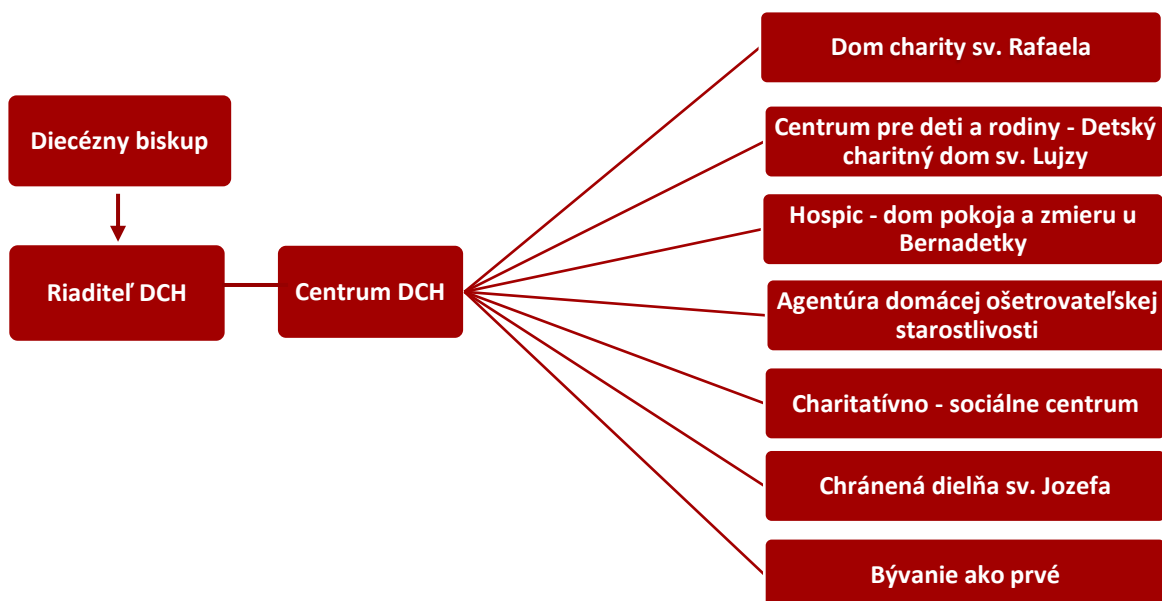 Diecézny biskup
Riaditeľ DCH
Centrum DCH
Dom charity sv. Rafaela
Centrum pre deti a rodiny - Detský
charitný dom sv. Lujzy
Hospic - dom pokoja a zmieru u
Bernadetky
Agentúra domácej ošetrovateľskej
starostlivosti
Charitatívno - sociálne centrum
Chránená dielňa sv. Jozefa
Bývanie ako prvé